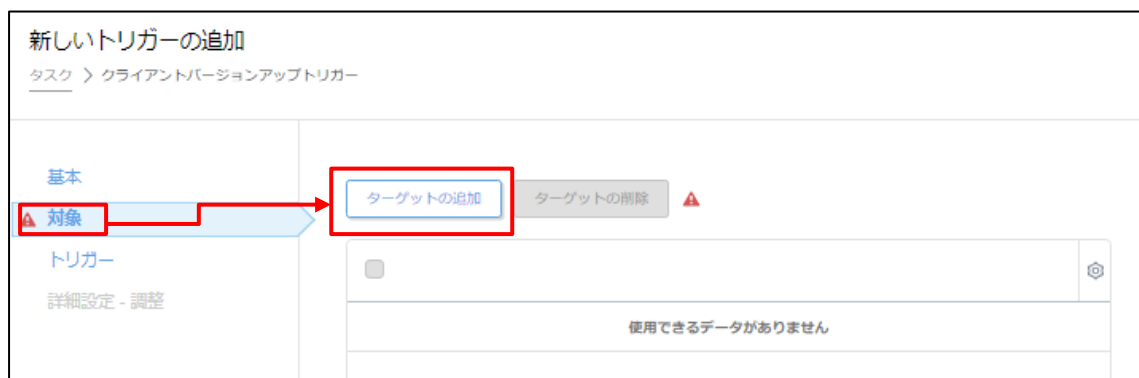 新しいトリガーの追加
タスク > クライアントバージョンアップトリガー
基本
対象
トリガー
詳細設定 - 調整
ターゲットの追加
ターゲットの削除
使用できるデータがありません